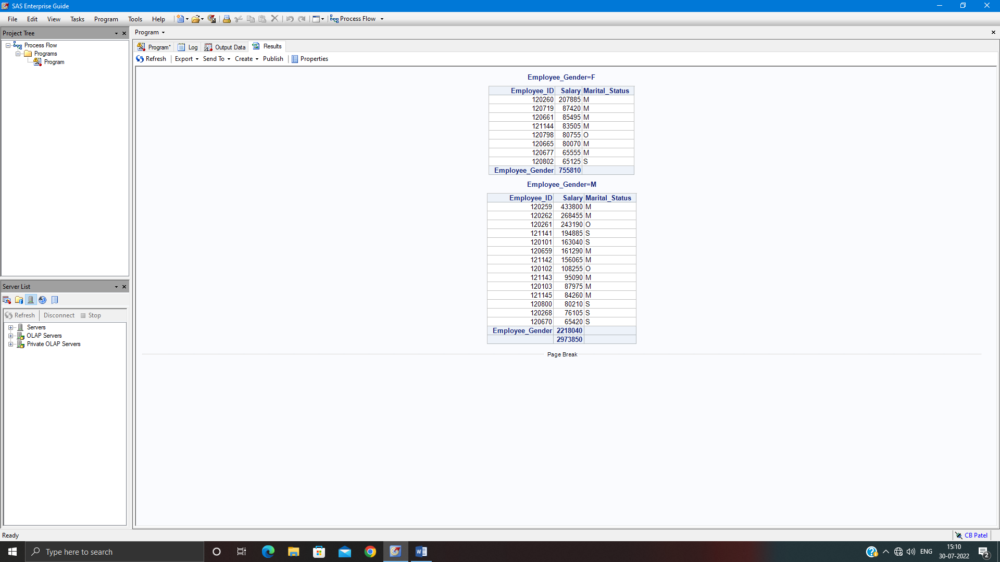 SAS Enterprise Guide
File Edit View Tasks Program Tools Help Process Flow
Project Tree
Process Flow
Programs
Program
Program
Program* Log Output Data Results
Refresh Export Send To Create Publish Properties
Employee_Gender=F
Employee_ID Salary Marital_Status
120260 207885 M
120719 87420 M
120661 85495 M
121144 83505 M
120798 80755 O
120665 80070 M
120677 65555 M
120802 65125 S
Employee_Gender 755810
Employee_Gender=M
Employee_ID Salary Marital_Status
120259 433800 M
120262 268455 M
120261 243190 O
121141 194885 S
120101 163040 S
120659 161290 M
121142 156065 M
120102 108255 O
121143 95090 M
120103 87975 M
121145 84260 M
120800 80210 S
120268 76105 S
120670 65420 S
Employee_Gender 2218040
2973850
Page Break
Server List
Refresh Disconnect Stop
Servers
OLAP Servers
Private OLAP Servers
Ready
CB Patel
Type here to search
ENG
15:10
30-07-2022
2